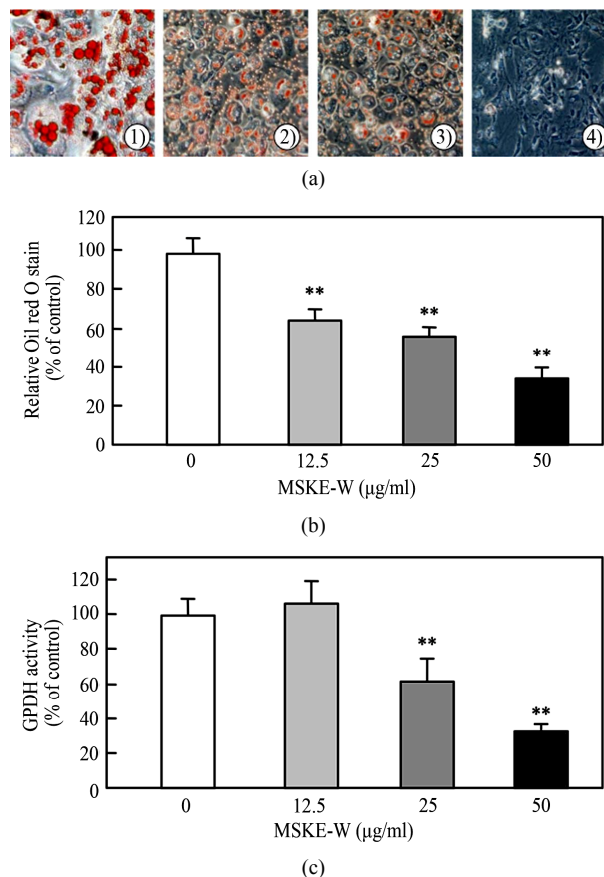 1) 2) 3) 4)
(a)
Relative Oil red O stain
(% of control)
120
100
80
60
40
20
0
**
**
**
0 12.5 25 50
MSKE-W (μg/ml)
(b)
GPDH activity
(% of control)
120
100
80
60
40
20
0
**
**
0 12.5 25 50
MSKE-W (μg/ml)
(c)